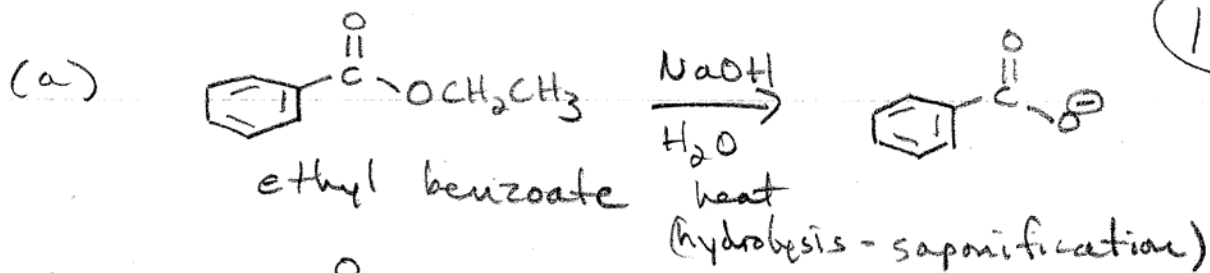 (a) O C OCH2CH3 NaOH H2O O C O⊖ 1
ethyl benzoate heat
(hydrolysis - saponification)
O